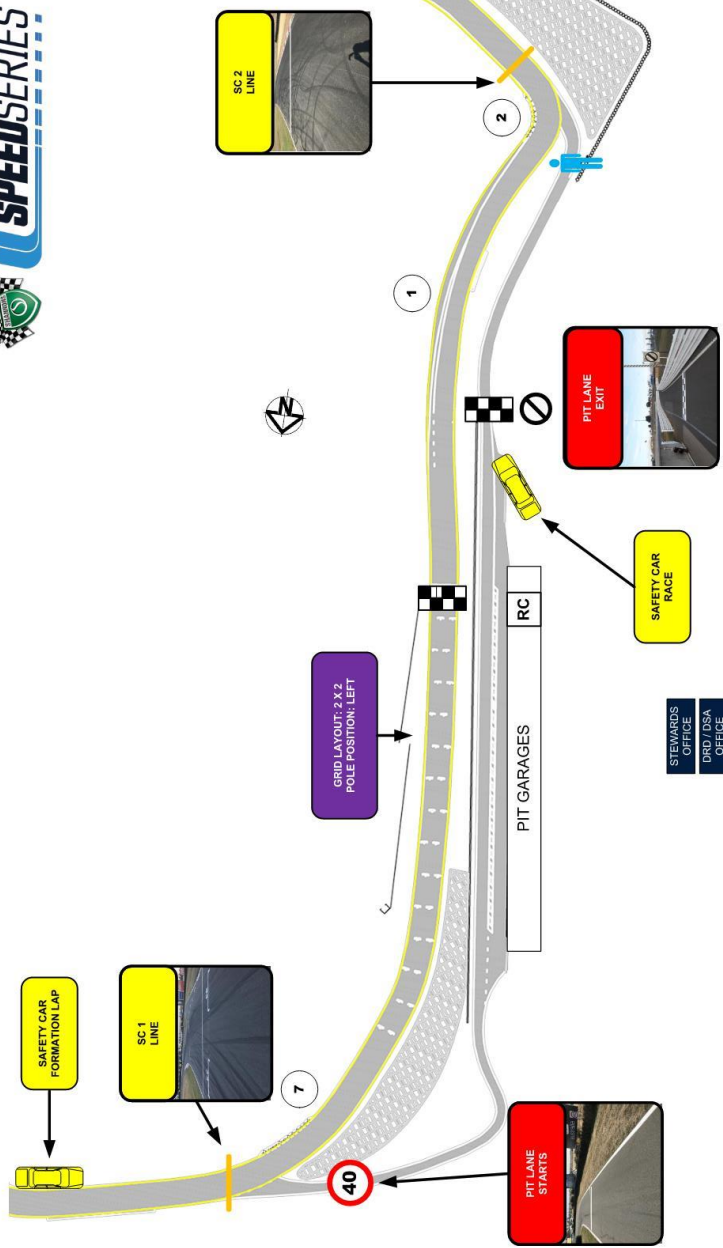 SPEEDSERIES
SHANNONS
SC 2
LINE
2
1
PIT LANE
EXIT
SAFETY CAR
RACE
GRID LAYOUT: 2 X 2
POLE POSITION: LEFT
RC
PIT GARAGES
STEWARDS
OFFICE
DRD / DSA
OFFICE
SAFETY CAR
FORMATION LAP
SC 1
LINE
7
40
PIT LANE
STARTS
N